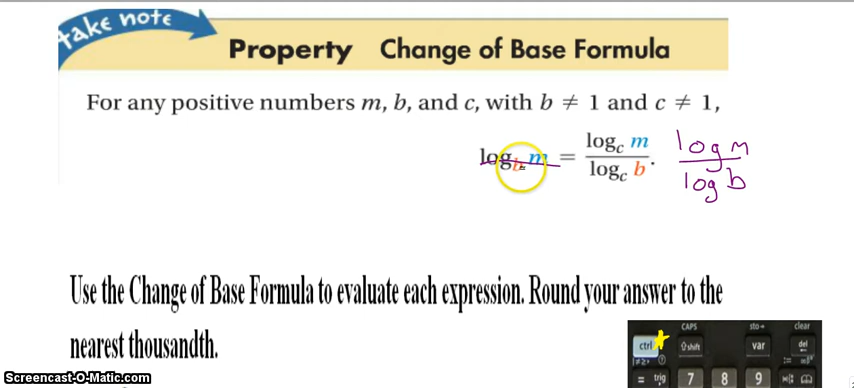 take note
Property Change of Base Formula
For any positive numbers m, b, and c, with b ≠ 1 and c ≠ 1,
log_b m = log_c m / log_c b. log m / log b
Use the Change of Base Formula to evaluate each expression. Round your answer to the
nearest thousandth.
CAPS sto→ clear
ctrl ⇧shift var del
= trig 7 8 9
Screencast-O-Matic.com